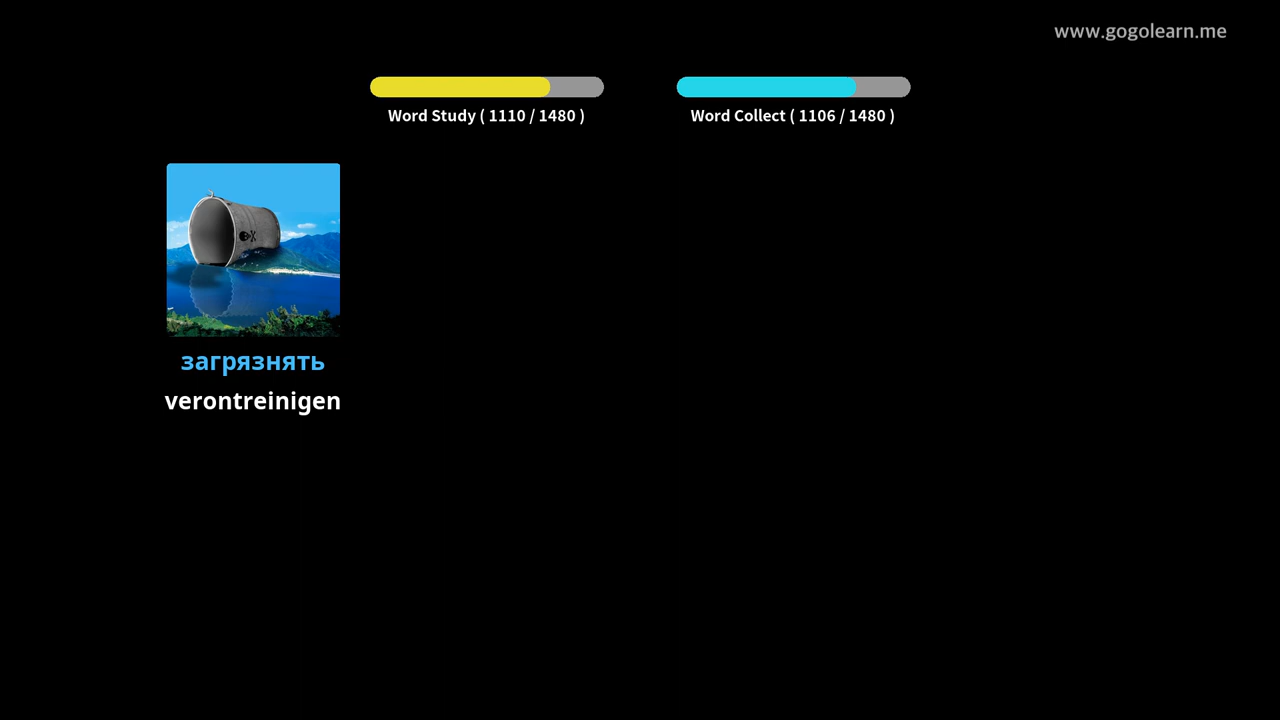 www.gogolearn.me
Word Study ( 1110 / 1480 )
Word Collect ( 1106 / 1480 )
загрязнять
verontreinigen